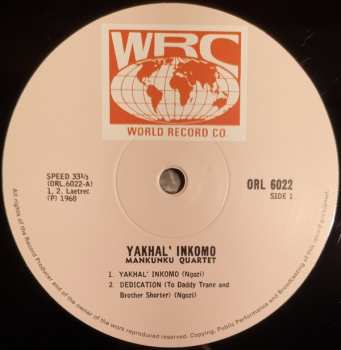 WRC
WORLD RECORD CO.
SPEED 33⅓
(ORL.6022-A)
1, 2. Laetrec
(P) 1968
ORL 6022
SIDE 1
YAKHAL' INKOMO
MANKUNKU QUARTET
1. YAKHAL' INKOMO (Ngozi)
2. DEDICATION (To Daddy Trane and
Brother Shorter) (Ngozi)
All rights of the Record Producer and of the owner of the work reproduced reserved. Copying, Public Performance and Broadcasting of this record prohibited.